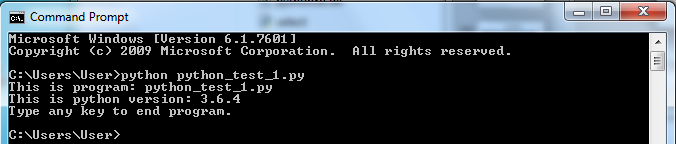 select
Command Prompt
Microsoft Windows [Version 6.1.7601]
Copyright (c) 2009 Microsoft Corporation.  All rights reserved.
C:\Users\User>python python_test_1.py
This is program: python_test_1.py
This is python version: 3.6.4
Type any key to end program.
C:\Users\User>